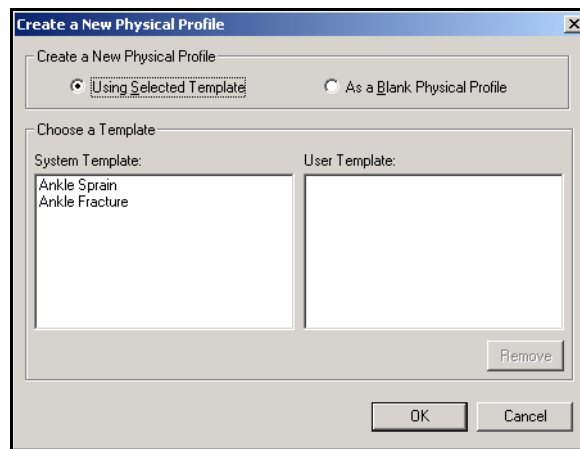 Create a New Physical Profile
Create a New Physical Profile
Using Selected Template
As a Blank Physical Profile
Choose a Template
System Template:
User Template:
Ankle Sprain
Ankle Fracture
Remove
OK
Cancel